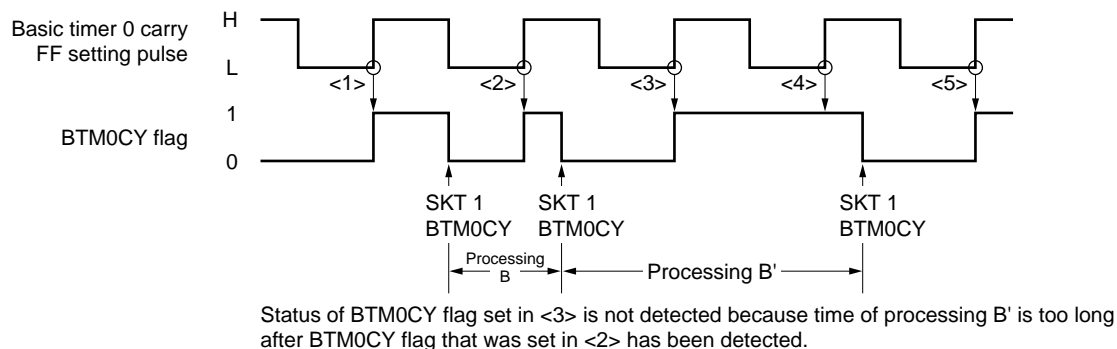 Basic timer 0 carry
FF setting pulse
H
L
<1>
<2>
<3>
<4>
<5>
BTM0CY flag
1
0
SKT 1
BTM0CY
SKT 1
BTM0CY
SKT 1
BTM0CY
Processing
B
Processing B'
Status of BTM0CY flag set in <3> is not detected because time of processing B' is too long
after BTM0CY flag that was set in <2> has been detected.